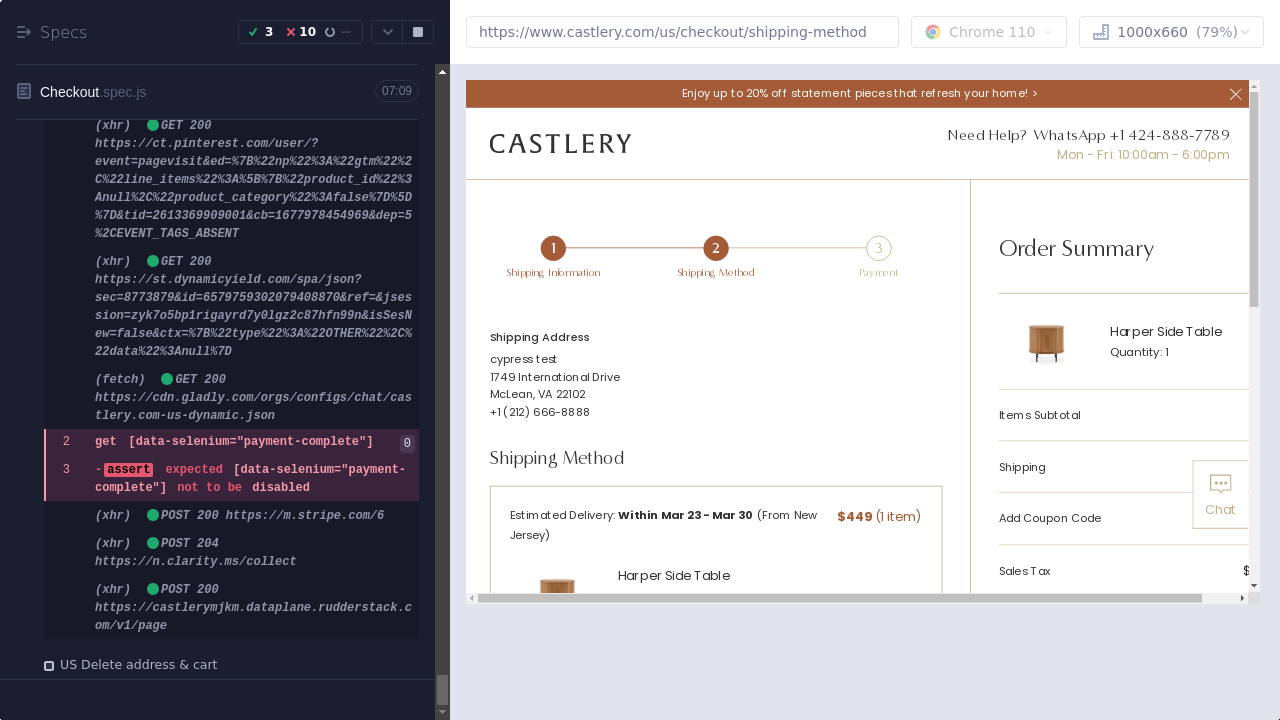 Specs
3
10
--
Checkout.spec.js
07:09
(xhr) GET 200
https://ct.pinterest.com/user/?
event=pagevisit&ed=%7B%22np%22%3A%22gtm%22%2
C%22line_items%22%3A%5B%7B%22product_id%22%3
Anull%2C%22product_category%22%3Afalse%7D%5D
%7D&tid=2613369909001&cb=1677978454969&dep=5
%2CEVENT_TAGS_ABSENT
(xhr) GET 200
https://st.dynamicyield.com/spa/json?
sec=8773879&id=6579759302079408870&ref=&jses
sion=zyk7o5bp1rigayrd7y0lgz2c87hfn99n&isSesN
ew=false&ctx=%7B%22type%22%3A%22OTHER%22%2C%
22data%22%3Anull%7D
(fetch) GET 200
https://cdn.gladly.com/orgs/configs/chat/cas
tlery.com-us-dynamic.json
2 get [data-selenium="payment-complete"] 0
3 -assert expected [data-selenium="payment-
complete"] not to be disabled
(xhr) POST 200 https://m.stripe.com/6
(xhr) POST 204
https://n.clarity.ms/collect
(xhr) POST 200
https://castlerymjkm.dataplane.rudderstack.c
om/v1/page
US Delete address & cart
https://www.castlery.com/us/checkout/shipping-method
Chrome 110
1000x660 (79%)
Enjoy up to 20% off statement pieces that refresh your home! >
CASTLERY
Need Help? WhatsApp +1 424-888-7789
Mon - Fri: 10:00am - 6:00pm
1
2
3
Shipping Information
Shipping Method
Payment
Shipping Address
cypress test
1749 International Drive
McLean, VA 22102
+1 (212) 666-8888
Shipping Method
Estimated Delivery: Within Mar 23 - Mar 30 (From New
Jersey)
$449 (1 item)
Harper Side Table
Order Summary
Harper Side Table
Quantity: 1
Items Subtotal
Shipping
Add Coupon Code
Sales Tax
$
Chat